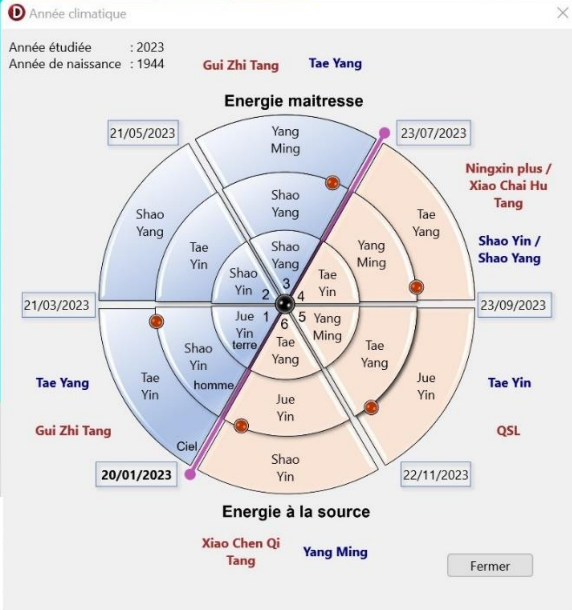 Année climatique
Année étudiée : 2023
Année de naissance : 1944
Gui Zhi Tang
Tae Yang
Energie maitresse
21/05/2023
Yang
Ming
23/07/2023
Ningxin plus /
Xiao Chai Hu
Tang
Shao
Yang
Shao
Yang
Tae
Yang
Shao Yin /
Shao Yang
Tae
Yin
Yang
Ming
Shao
Yin
Shao
Yang
Tae
Yin
2
3
4
21/03/2023
23/09/2023
Jue
Yin
terre
1
6
5
Yang
Ming
Tae
Yang
Shao
Yin
homme
Tae
Yang
Tae
Yin
Jue
Yin
Tae Yang
Tae Yin
Jue
Yin
Gui Zhi Tang
QSL
Ciel
Shao
Yin
20/01/2023
22/11/2023
Energie à la source
Xiao Chen Qi
Tang
Yang Ming
Fermer